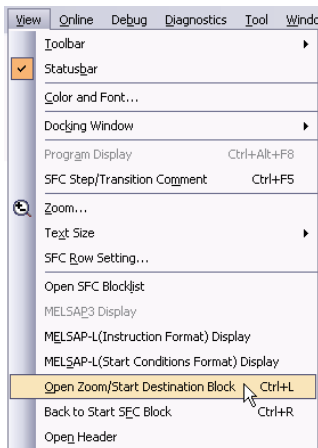 View Online Debug Diagnostics Tool
Toolbar
Statusbar
Color and Font...
Docking Window
Program Display Ctrl+Alt+F8
SFC Step/Transition Comment Ctrl+F5
Zoom...
Text Size
SFC Row Setting...
Open SFC Blocklist
MELSAP3 Display
MELSAP-L(Instruction Format) Display
MELSAP-L(Start Conditions Format) Display
Open Zoom/Start Destination Block Ctrl+L
Back to Start SFC Block Ctrl+R
Open Header